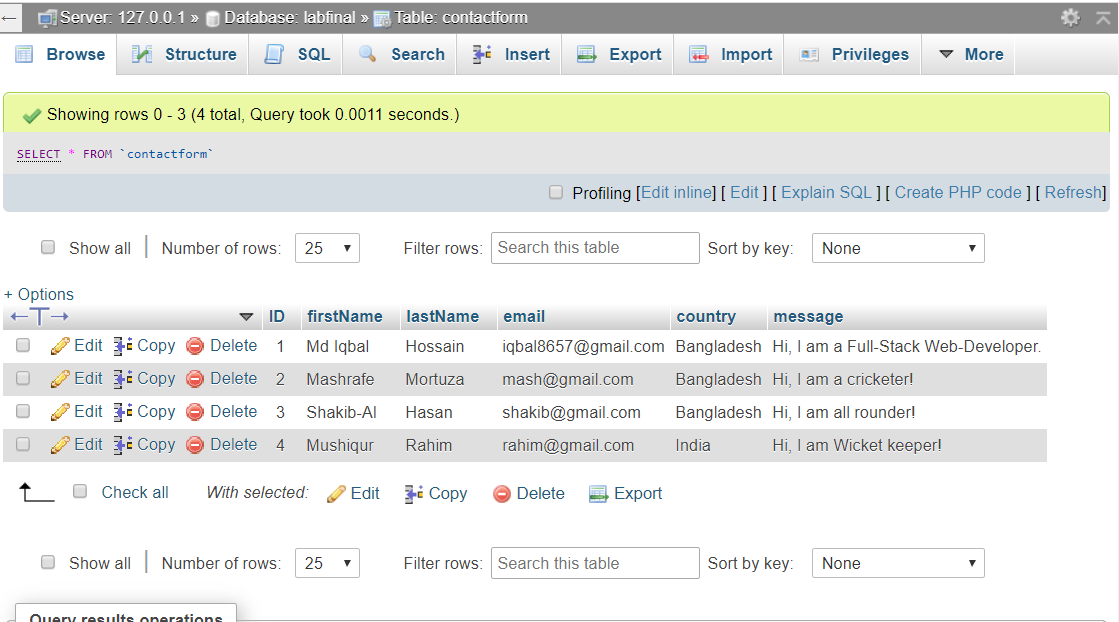 ← Server: 127.0.0.1 » Database: labfinal » Table: contactform
Browse Structure SQL Search Insert Export Import Privileges More
Showing rows 0 - 3 (4 total, Query took 0.0011 seconds.)
SELECT * FROM `contactform`
Profiling [Edit inline] [ Edit ] [ Explain SQL ] [ Create PHP code ] [ Refresh]
Show all | Number of rows: 25 Filter rows: Search this table Sort by key: None
+ Options
←T→ ID firstName lastName email country message
Edit Copy Delete 1 Md Iqbal Hossain iqbal8657@gmail.com Bangladesh Hi, I am a Full-Stack Web-Developer.
Edit Copy Delete 2 Mashrafe Mortuza mash@gmail.com Bangladesh Hi, I am a cricketer!
Edit Copy Delete 3 Shakib-Al Hasan shakib@gmail.com Bangladesh Hi, I am all rounder!
Edit Copy Delete 4 Mushiqur Rahim rahim@gmail.com India Hi, I am Wicket keeper!
Check all With selected: Edit Copy Delete Export
Show all | Number of rows: 25 Filter rows: Search this table Sort by key: None
Query results operations